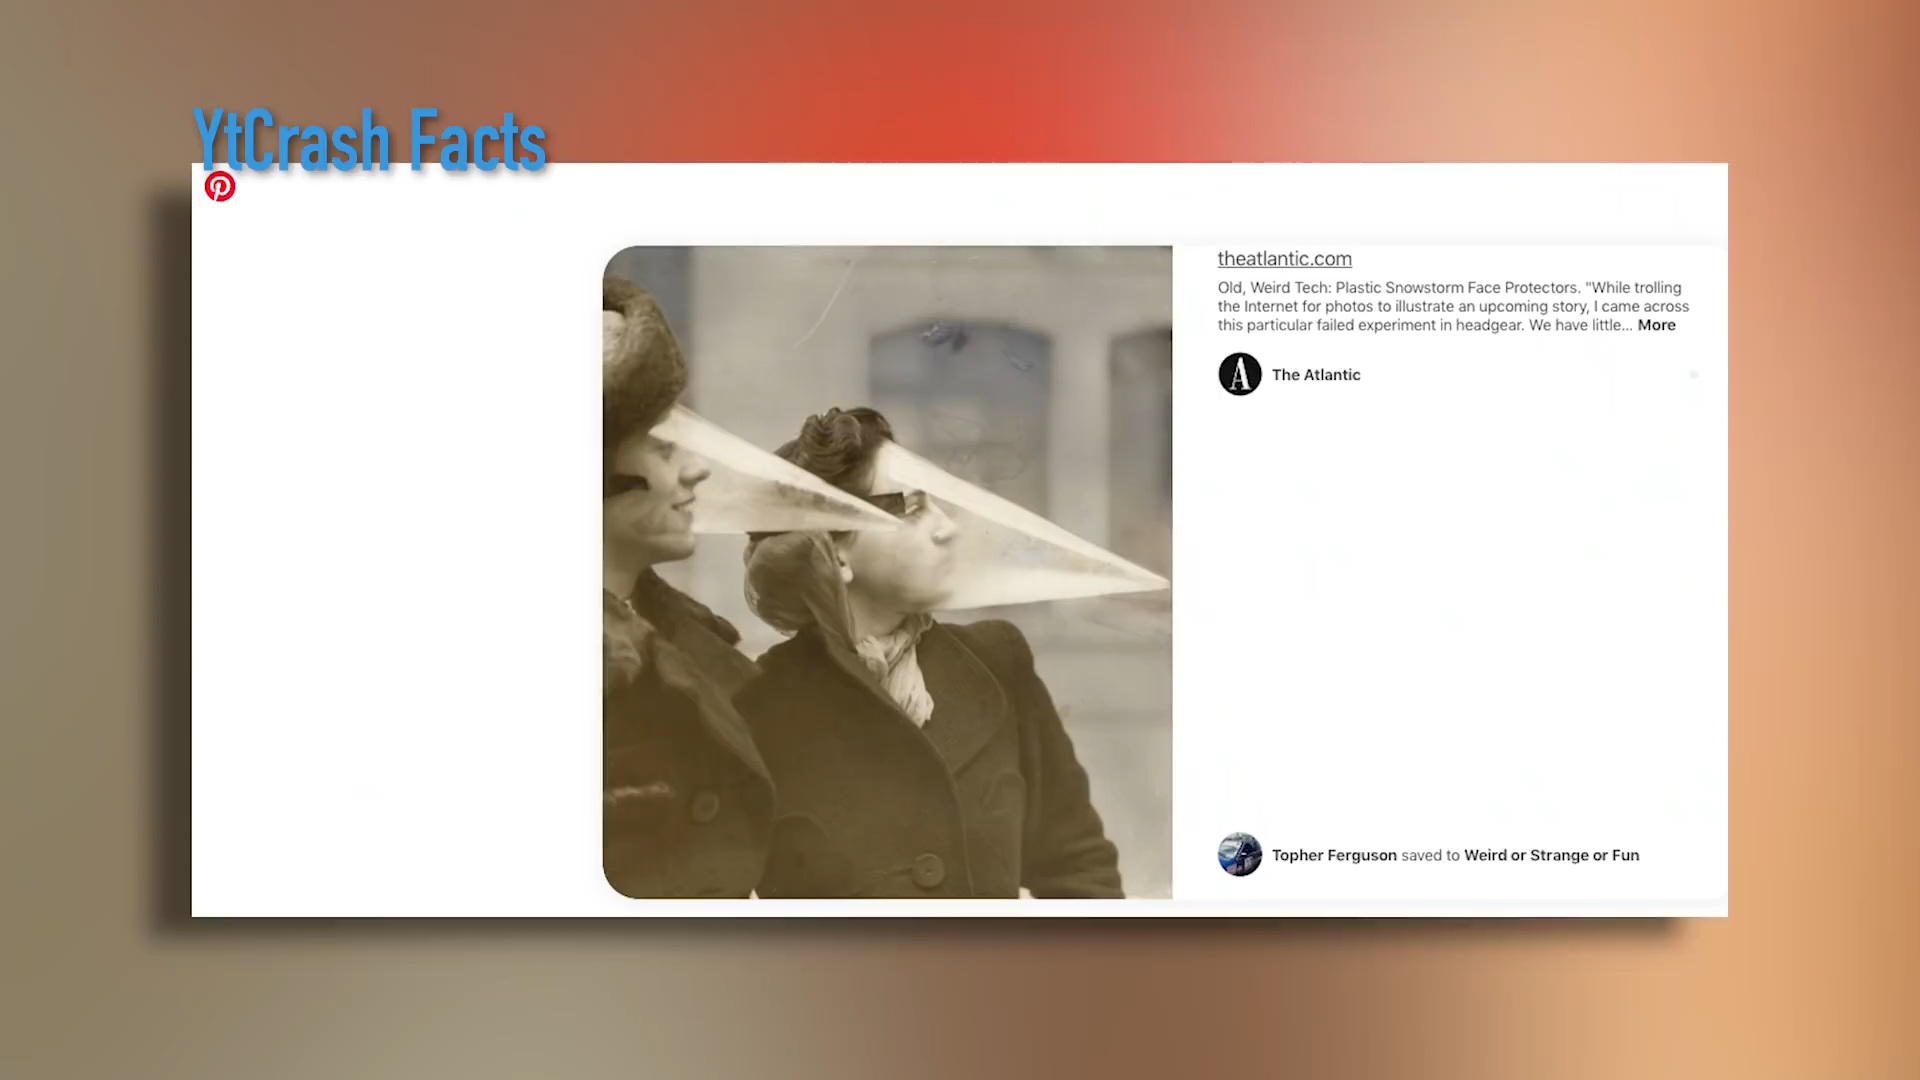 YtCrash Facts
theatlantic.com
Old, Weird Tech: Plastic Snowstorm Face Protectors. "While trolling
the Internet for photos to illustrate an upcoming story, I came across
this particular failed experiment in headgear. We have little... More
A The Atlantic
Topher Ferguson saved to Weird or Strange or Fun